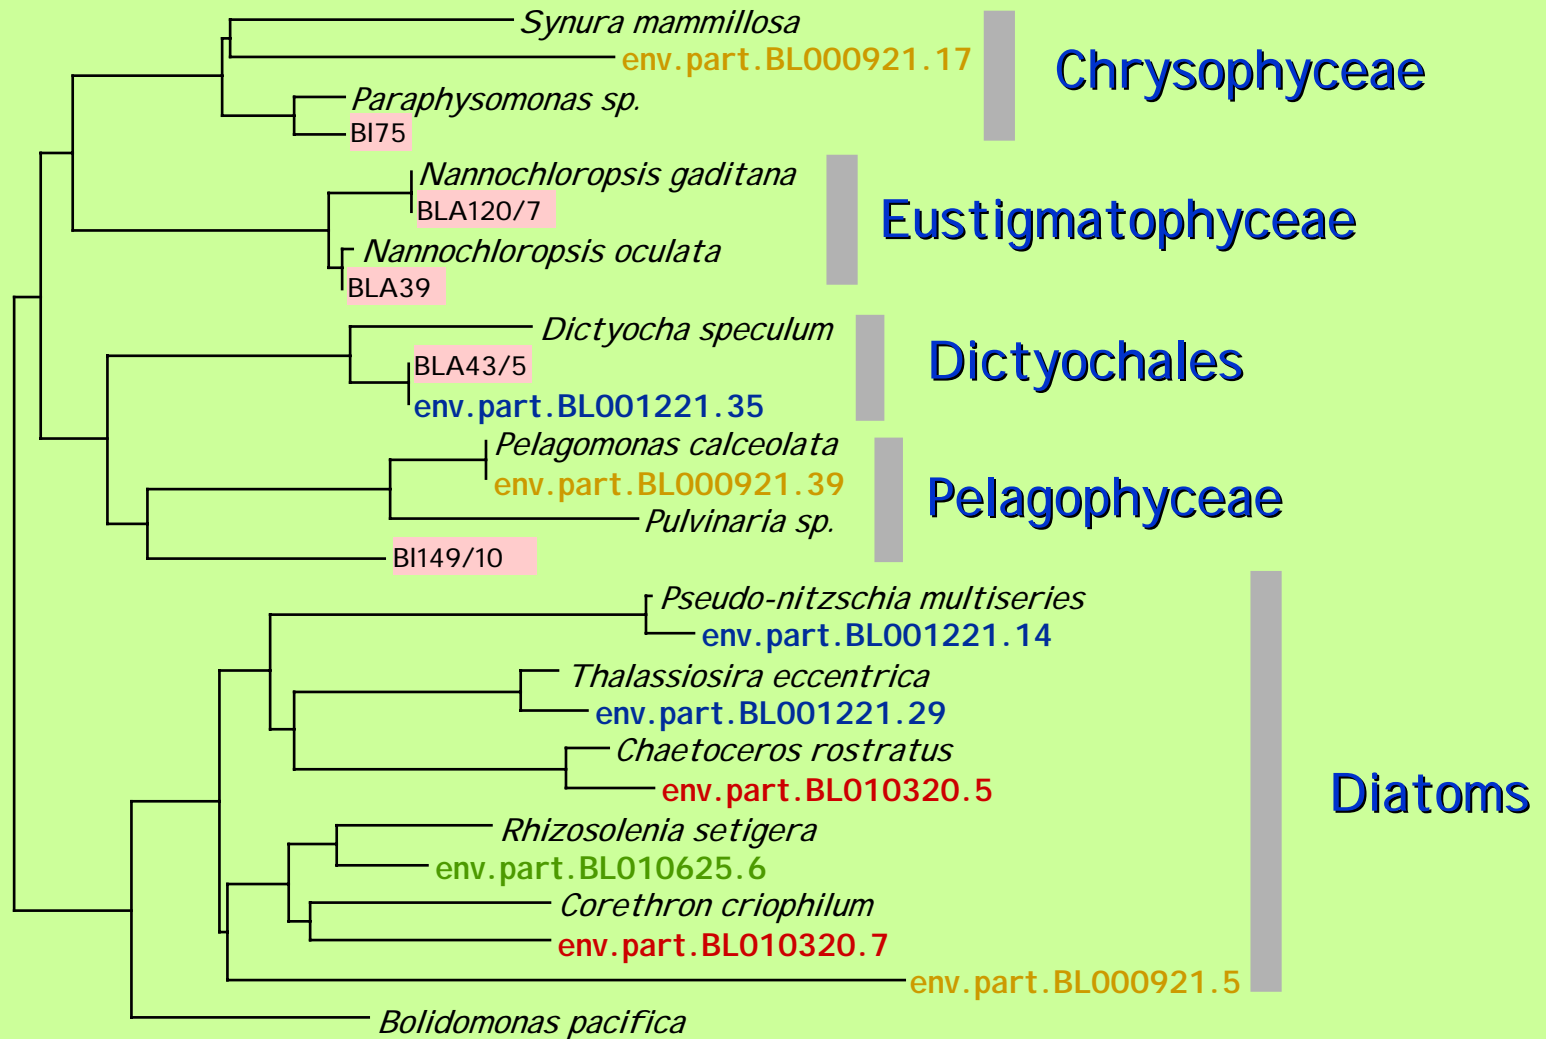 Synura mammillosa
env.part.BL000921.17
Chrysophyceae
Paraphysomonas sp.
BI75
Nannochloropsis gaditana
BLA120/7
Eustigmatophyceae
Nannochloropsis oculata
BLA39
Dictyocha speculum
BLA43/5
Dictyochales
env.part.BL001221.35
Pelagomonas calceolata
env.part.BL000921.39
Pelagophyceae
Pulvinaria sp.
BI149/10
Pseudo-nitzschia multiseries
env.part.BL001221.14
Thalassiosira eccentrica
env.part.BL001221.29
Chaetoceros rostratus
env.part.BL010320.5
Diatoms
Rhizosolenia setigera
env.part.BL010625.6
Corethron criophilum
env.part.BL010320.7
env.part.BL000921.5
Bolidomonas pacifica